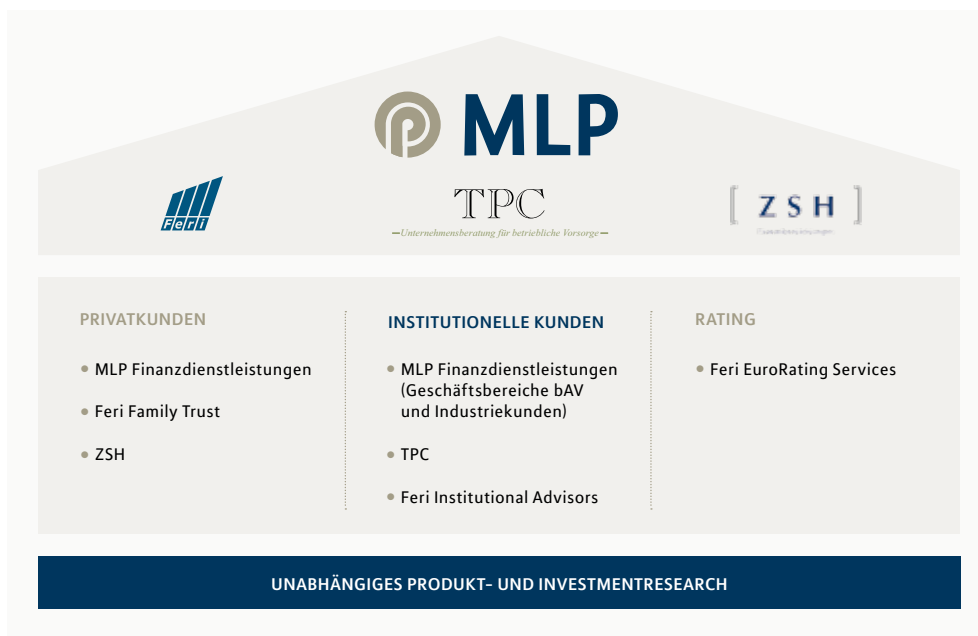 MLP
Feri
TPC
Unternehmensberatung für betriebliche Vorsorge
[ ZSH ]
PRIVATKUNDEN
• MLP Finanzdienstleistungen
• Feri Family Trust
• ZSH
INSTITUTIONELLE KUNDEN
• MLP Finanzdienstleistungen
(Geschäftsbereiche bAV
und Industriekunden)
• TPC
• Feri Institutional Advisors
RATING
• Feri EuroRating Services
UNABHÄNGIGES PRODUKT- UND INVESTMENTRESEARCH